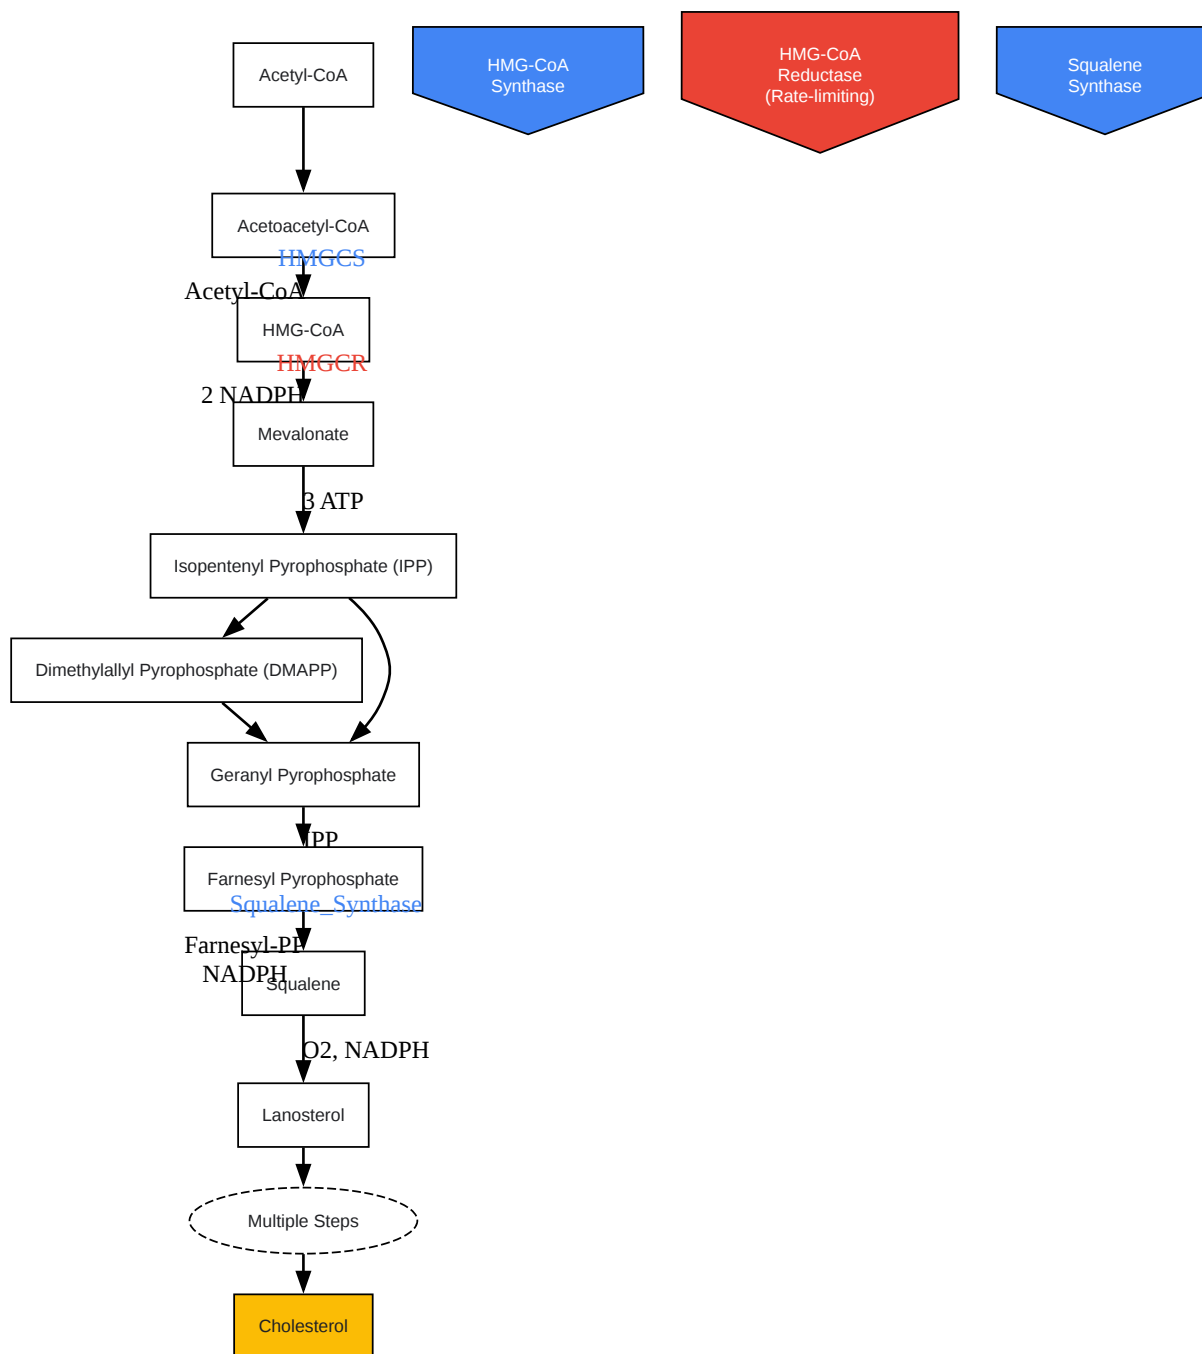 Acetyl-CoA
HMG-CoA
Synthase
HMG-CoA
Reductase
(Rate-limiting)
Squalene
Synthase
Acetoacetyl-CoA
HMGCS
Acetyl-CoA
HMG-CoA
HMGCR
2 NADPH
Mevalonate
3 ATP
Isopentenyl Pyrophosphate (IPP)
Dimethylallyl Pyrophosphate (DMAPP)
Geranyl Pyrophosphate
IPP
Farnesyl Pyrophosphate
Squalene_Synthase
Farnesyl-PP
NADPH
Squalene
O2, NADPH
Lanosterol
Multiple Steps
Cholesterol